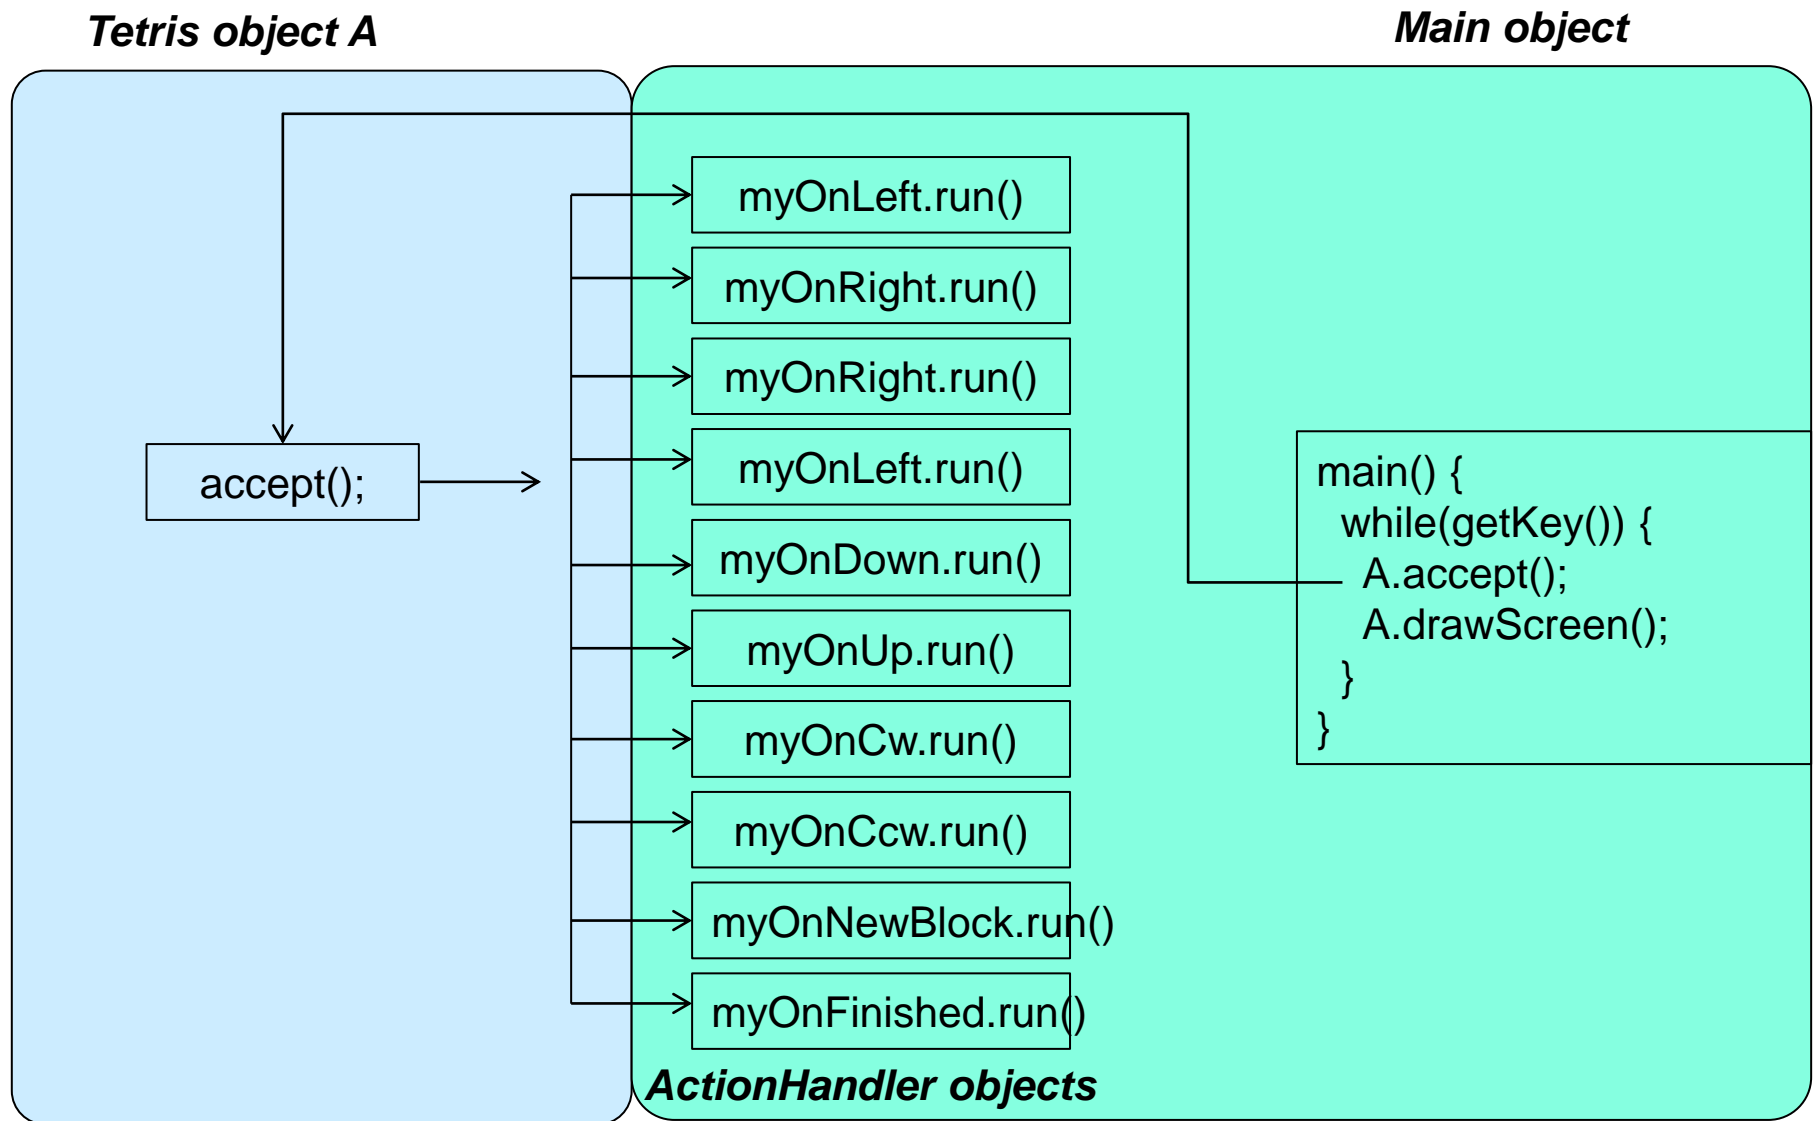 Tetris object A
Main object
myOnLeft.run()
myOnRight.run()
myOnRight.run()
myOnLeft.run()
myOnDown.run()
myOnUp.run()
myOnCw.run()
myOnCcw.run()
myOnNewBlock.run()
myOnFinished.run()
ActionHandler objects
accept();
main() {
while(getKey()) {
A.accept();
A.drawScreen();
}
}